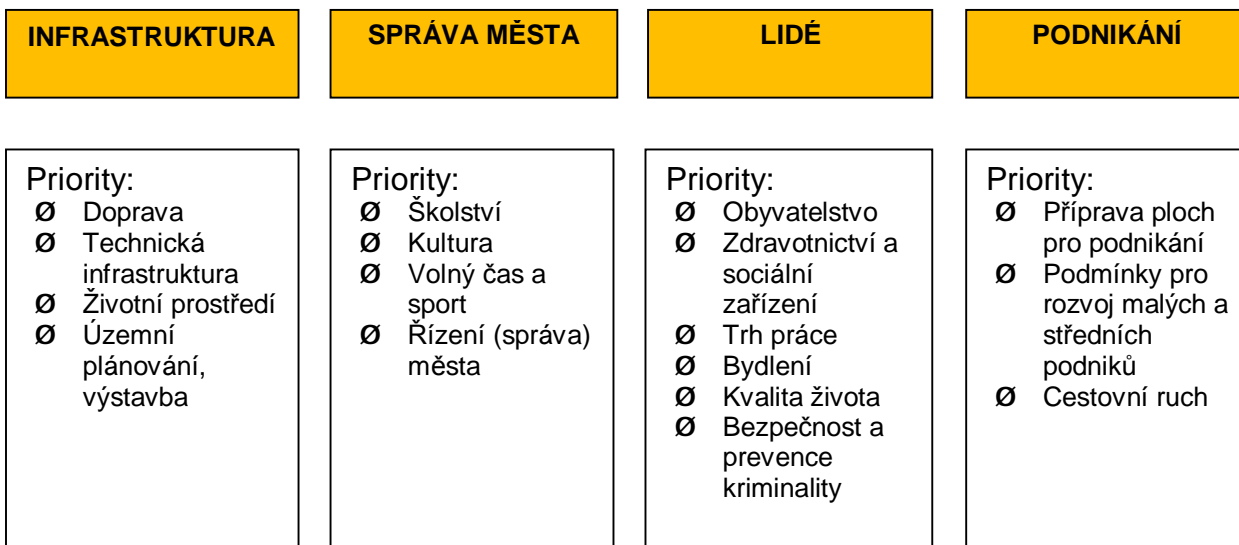 INFRASTRUKTURA
SPRÁVA MĚSTA
LIDÉ
PODNIKÁNÍ
Priority:
Ø Doprava
Ø Technická
infrastruktura
Ø Životní prostředí
Ø Územní
plánování,
výstavba
Priority:
Ø Školství
Ø Kultura
Ø Volný čas a
sport
Ø Řízení (správa)
města
Priority:
Ø Obyvatelstvo
Ø Zdravotnictví a
sociální
zařízení
Ø Trh práce
Ø Bydlení
Ø Kvalita života
Ø Bezpečnost a
prevence
kriminality
Priority:
Ø Příprava ploch
pro podnikání
Ø Podmínky pro
rozvoj malých a
středních
podniků
Ø Cestovní ruch